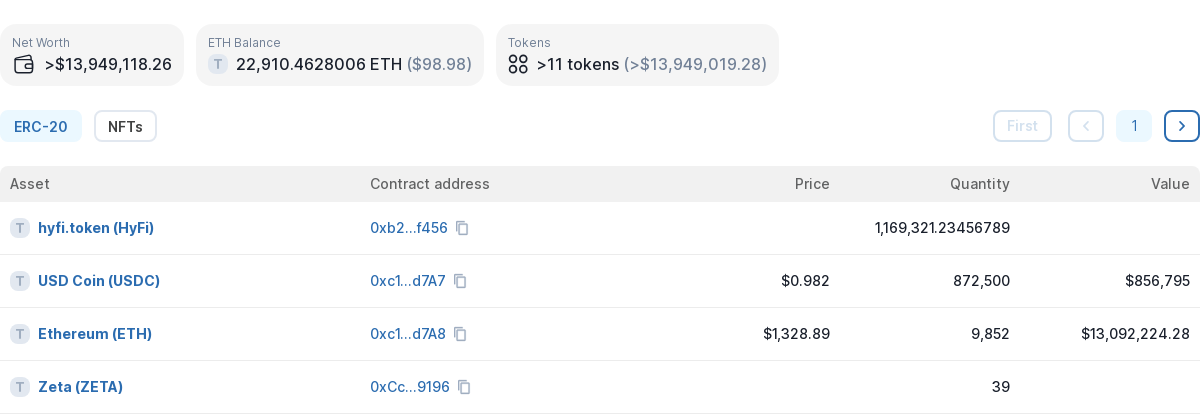 Net Worth
>$13,949,118.26
ETH Balance
T 22,910.4628006 ETH ($98.98)
Tokens
>11 tokens (>$13,949,019.28)
ERC-20 NFTs First 1
Asset Contract address Price Quantity Value
T hyfi.token (HyFi) 0xb2...f456 1,169,321.23456789
T USD Coin (USDC) 0xc1...d7A7 $0.982 872,500 $856,795
T Ethereum (ETH) 0xc1...d7A8 $1,328.89 9,852 $13,092,224.28
T Zeta (ZETA) 0xCc...9196 39